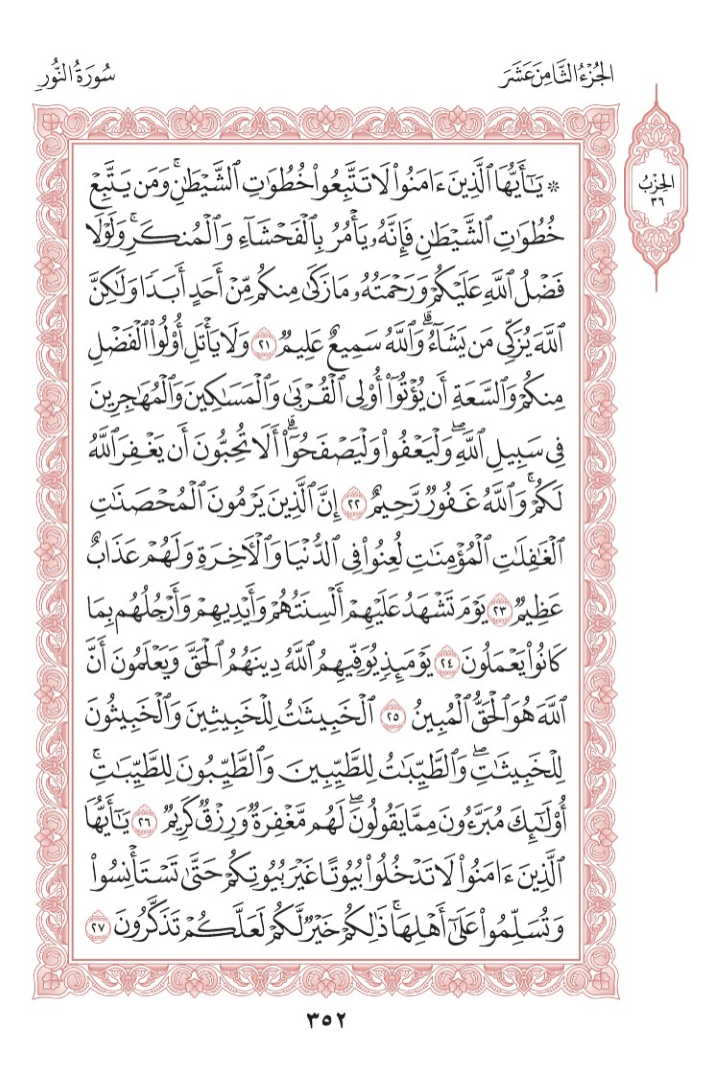 الجُزْءُ الثَّامِنَ عَشَرَ
سُورَةُ النُّورِ
الحِزْبُ
٣٦
۞ يَـٰٓأَيُّهَا ٱلَّذِينَ ءَامَنُوا۟ لَا تَتَّبِعُوا۟ خُطُوَٰتِ ٱلشَّيْطَـٰنِۚ وَمَن يَتَّبِعْ
خُطُوَٰتِ ٱلشَّيْطَـٰنِ فَإِنَّهُۥ يَأْمُرُ بِٱلْفَحْشَآءِ وَٱلْمُنكَرِۚ وَلَوْلَا
فَضْلُ ٱللَّهِ عَلَيْكُمْ وَرَحْمَتُهُۥ مَا زَكَىٰ مِنكُم مِّنْ أَحَدٍ أَبَدًا وَلَـٰكِنَّ
ٱللَّهَ يُزَكِّى مَن يَشَآءُۗ وَٱللَّهُ سَمِيعٌ عَلِيمٌ ٢١ وَلَا يَأْتَلِ أُو۟لُوا۟ ٱلْفَضْلِ
مِنكُمْ وَٱلسَّعَةِ أَن يُؤْتُوٓا۟ أُو۟لِى ٱلْقُرْبَىٰ وَٱلْمَسَـٰكِينَ وَٱلْمُهَـٰجِرِينَ
فِى سَبِيلِ ٱللَّهِۖ وَلْيَعْفُوا۟ وَلْيَصْفَحُوٓا۟ۗ أَلَا تُحِبُّونَ أَن يَغْفِرَ ٱللَّهُ
لَكُمْۚ وَٱللَّهُ غَفُورٌ رَّحِيمٌ ٢٢ إِنَّ ٱلَّذِينَ يَرْمُونَ ٱلْمُحْصَنَـٰتِ
ٱلْغَـٰفِلَـٰتِ ٱلْمُؤْمِنَـٰتِ لُعِنُوا۟ فِى ٱلدُّنْيَا وَٱلْـَٔاخِرَةِ وَلَهُمْ عَذَابٌ
عَظِيمٌ ٢٣ يَوْمَ تَشْهَدُ عَلَيْهِمْ أَلْسِنَتُهُمْ وَأَيْدِيهِمْ وَأَرْجُلُهُم بِمَا
كَانُوا۟ يَعْمَلُونَ ٢٤ يَوْمَئِذٍ يُوَفِّيهِمُ ٱللَّهُ دِينَهُمُ ٱلْحَقَّ وَيَعْلَمُونَ أَنَّ
ٱللَّهَ هُوَ ٱلْحَقُّ ٱلْمُبِينُ ٢٥ ٱلْخَبِيثَـٰتُ لِلْخَبِيثِينَ وَٱلْخَبِيثُونَ
لِلْخَبِيثَـٰتِۖ وَٱلطَّيِّبَـٰتُ لِلطَّيِّبِينَ وَٱلطَّيِّبُونَ لِلطَّيِّبَـٰتِۚ
أُو۟لَـٰٓئِكَ مُبَرَّءُونَ مِمَّا يَقُولُونَۖ لَهُم مَّغْفِرَةٌ وَرِزْقٌ كَرِيمٌ ٢٦ يَـٰٓأَيُّهَا
ٱلَّذِينَ ءَامَنُوا۟ لَا تَدْخُلُوا۟ بُيُوتًا غَيْرَ بُيُوتِكُمْ حَتَّىٰ تَسْتَأْنِسُوا۟
وَتُسَلِّمُوا۟ عَلَىٰٓ أَهْلِهَاۚ ذَٰلِكُمْ خَيْرٌ لَّكُمْ لَعَلَّكُمْ تَذَكَّرُونَ ٢٧
٣٥٢